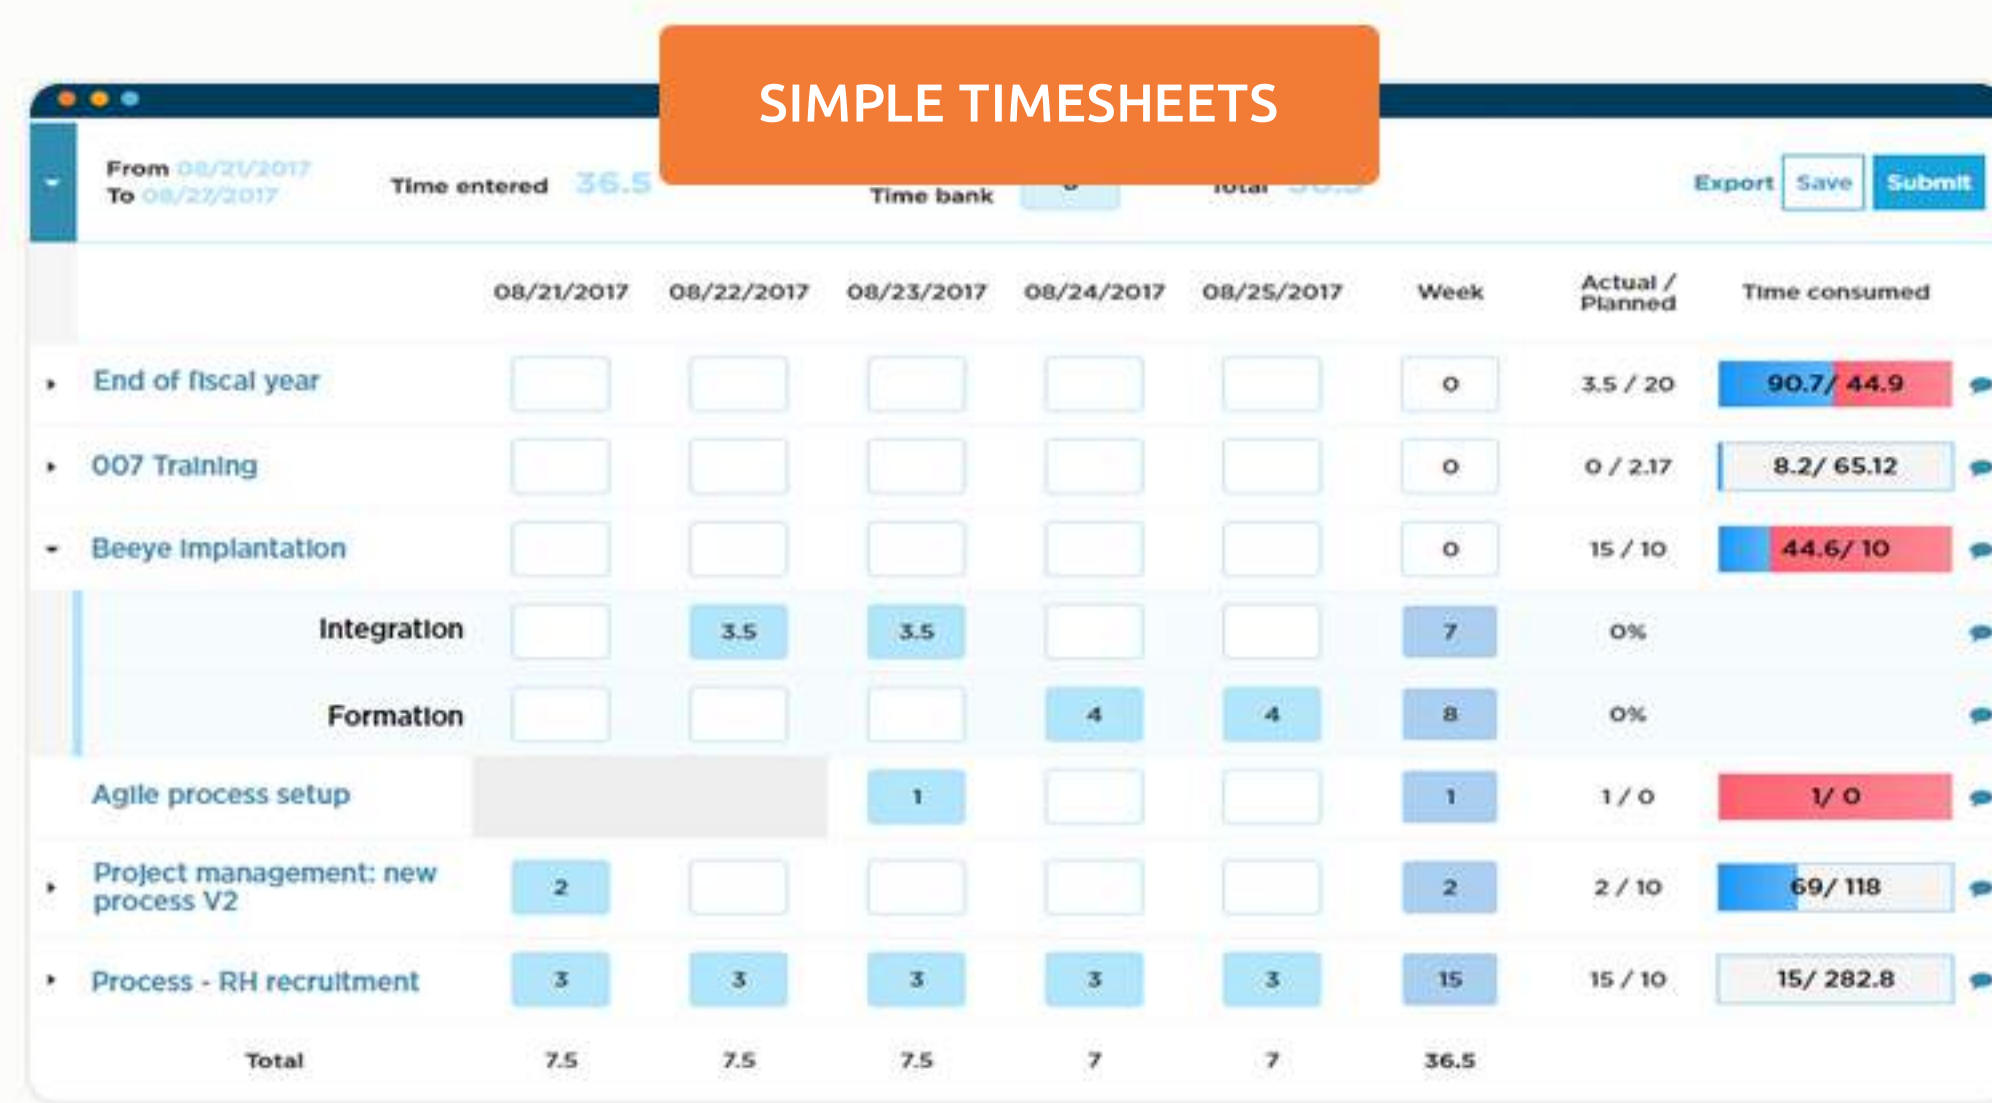 SIMPLE TIMESHEETS
From 08/21/2017
To 08/27/2017
Time entered 36.5
Time bank
Total
Export Save Submit
08/21/2017 08/22/2017 08/23/2017 08/24/2017 08/25/2017 Week Actual / Planned Time consumed
End of fiscal year 0 3.5 / 20 90.7/ 44.9
007 Training 0 0 / 2.17 8.2/ 65.12
Beeye Implantation 0 15 / 10 44.6/ 10
Integration 3.5 3.5 7 0%
Formation 4 4 8 0%
Agile process setup 1 1 1 / 0 1/ 0
Project management: new
process V2 2 2 2 / 10 69/ 118
Process - RH recruitment 3 3 3 3 3 15 15 / 10 15/ 282.8
Total 7.5 7.5 7.5 7 7 36.5